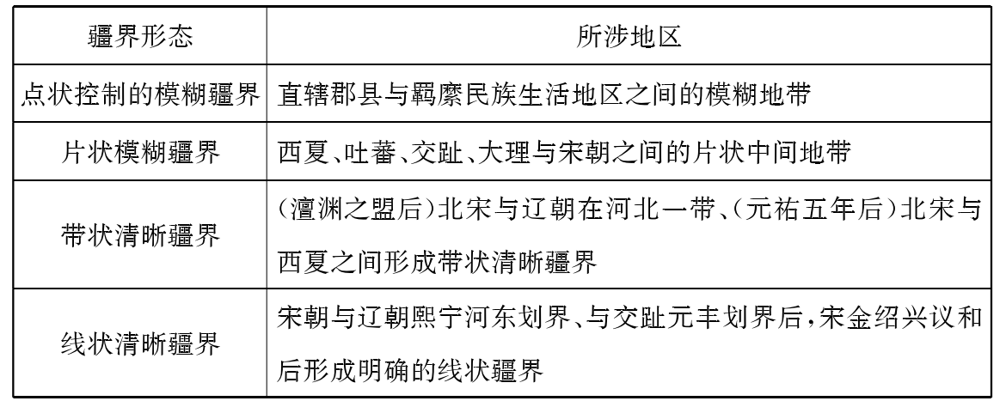 疆界形态 所涉地区
点状控制的模糊疆界 直辖郡县与羁縻民族生活地区之间的模糊地带
片状模糊疆界 西夏、吐蕃、交趾、大理与宋朝之间的片状中间地带
带状清晰疆界 (澶渊之盟后)北宋与辽朝在河北一带、(元祐五年后)北宋与
西夏之间形成带状清晰疆界
线状清晰疆界 宋朝与辽朝熙宁河东划界、与交趾元丰划界后,宋金绍兴议和
后形成明确的线状疆界